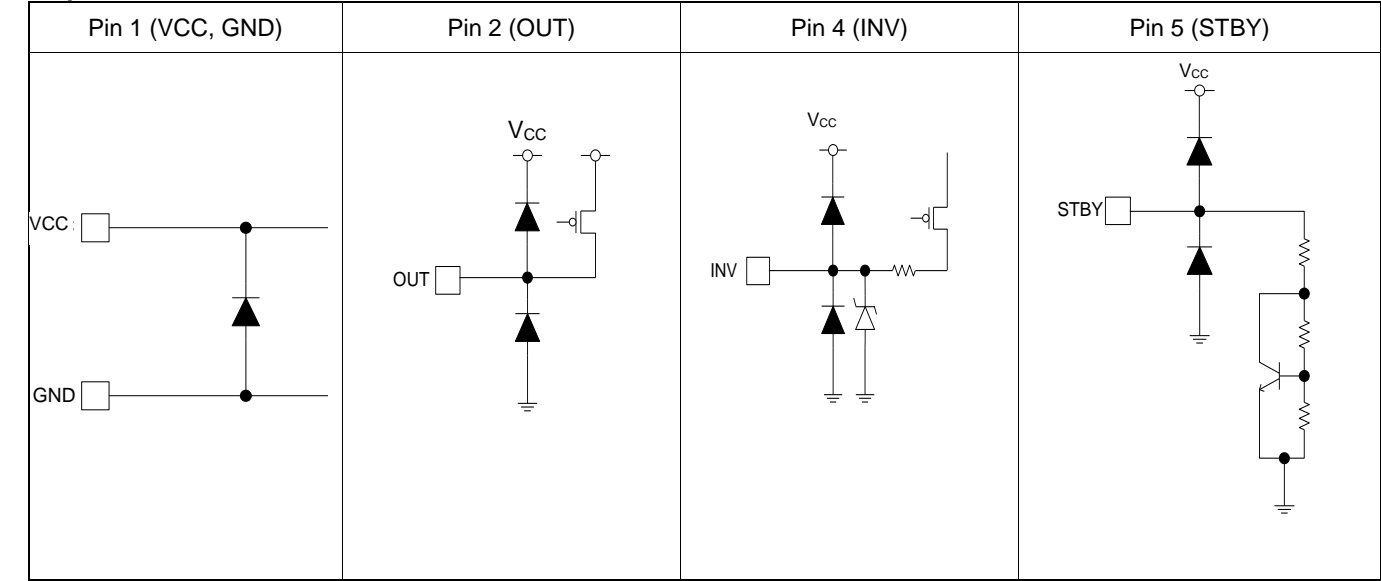 Pin 1 (VCC, GND)
Pin 2 (OUT)
Pin 4 (INV)
Pin 5 (STBY)
VCC
GND
VCC
OUT
VCC
INV
VCC
STBY